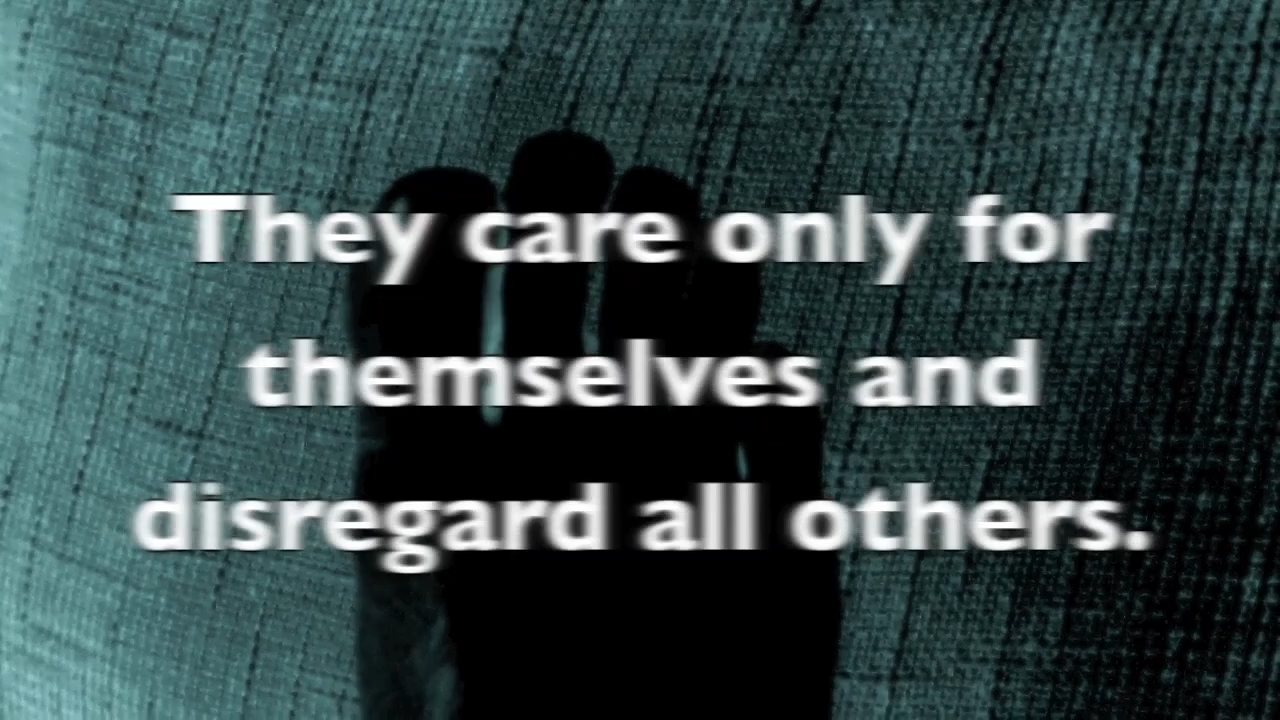 They care only for
themselves and
disregard all others.